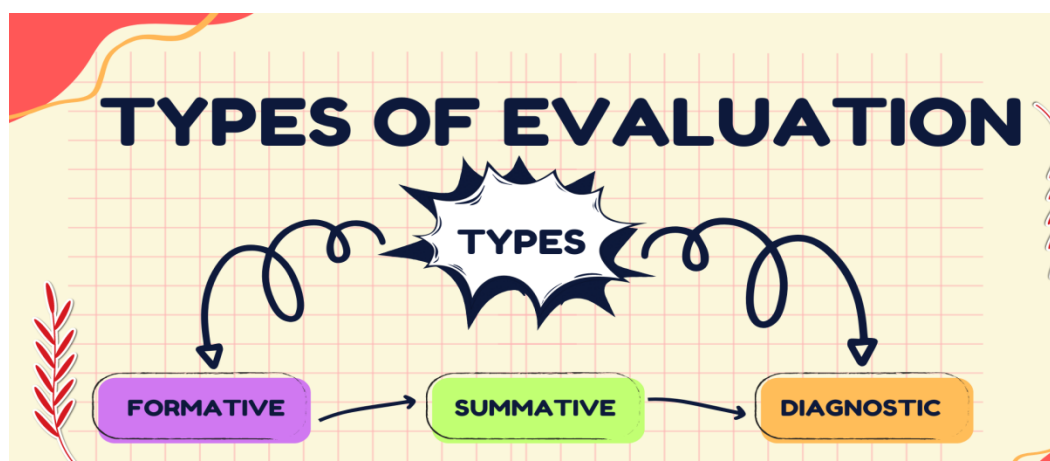 TYPES OF EVALUATION
TYPES
FORMATIVE
SUMMATIVE
DIAGNOSTIC